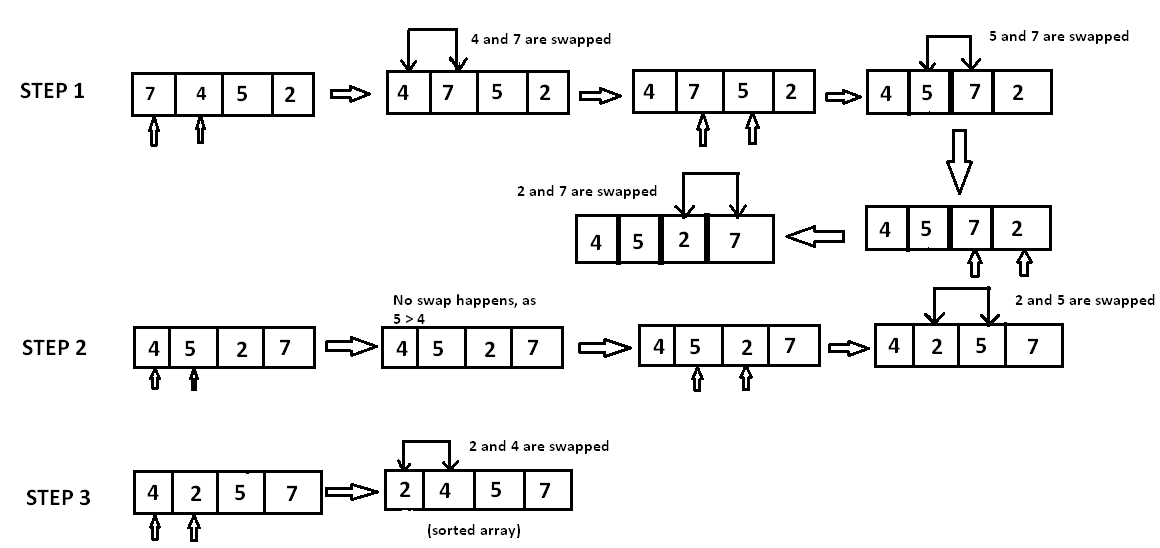 4 and 7 are swapped
5 and 7 are swapped
STEP 1
7 4 5 2
4 7 5 2
4 7 5 2
4 5 7 2
2 and 7 are swapped
4 5 2 7
4 5 7 2
No swap happens, as
5 > 4
2 and 5 are swapped
STEP 2
4 5 2 7
4 5 2 7
4 5 2 7
4 2 5 7
2 and 4 are swapped
STEP 3
4 2 5 7
2 4 5 7
(sorted array)